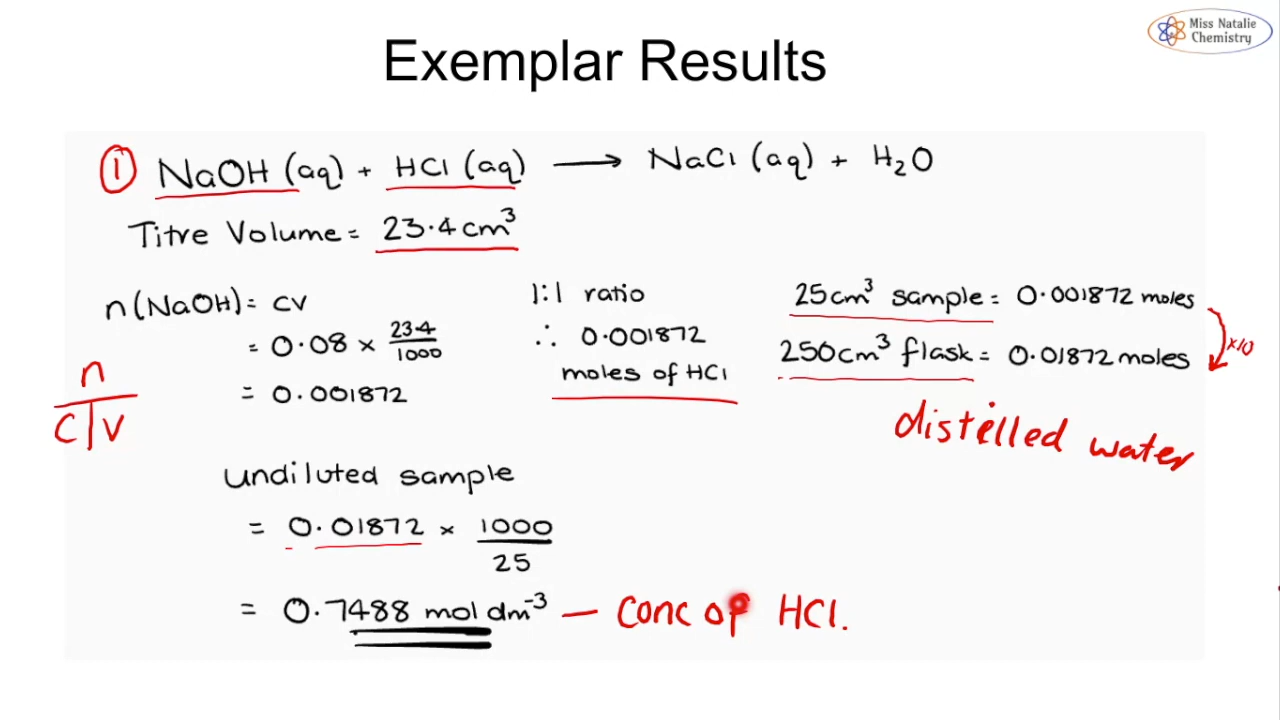 Miss Natalie
Chemistry
Exemplar Results
① NaOH (aq) + HCl (aq) ⟶ NaCl (aq) + H₂O
Titre Volume = 23.4 cm³
n(NaOH) = CV
= 0.08 × 23.4/1000
= 0.001872
n
C | V
1:1 ratio
∴ 0.001872
moles of HCl
25cm³ sample = 0.001872 moles
250cm³ flask = 0.01872 moles
×10
distilled water
undiluted sample
= 0.01872 × 1000/25
= 0.7488 mol dm⁻³ — Conc of HCl.